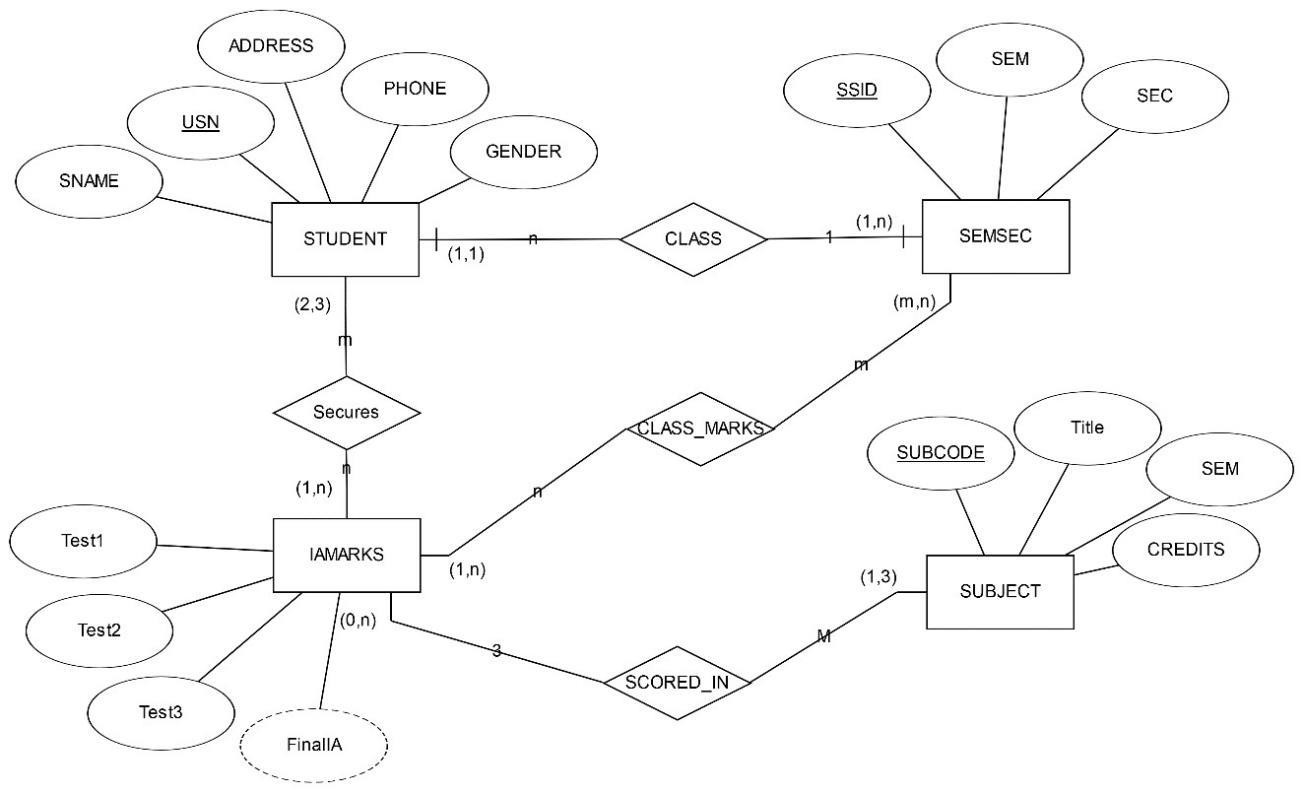 ADDRESS
SEM
PHONE
SSID
SEC
USN
GENDER
SNAME
STUDENT
n
CLASS
1
(1,n)
SEMSEC
(1,1)
(2,3)
(m,n)
m
m
Secures
CLASS_MARKS
Title
SUBCODE
SEM
n
(1,n)
n
Test1
IAMARKS
(1,n)
CREDITS
(1,3)
SUBJECT
(0,n)
Test2
M
3
SCORED_IN
Test3
FinalIA